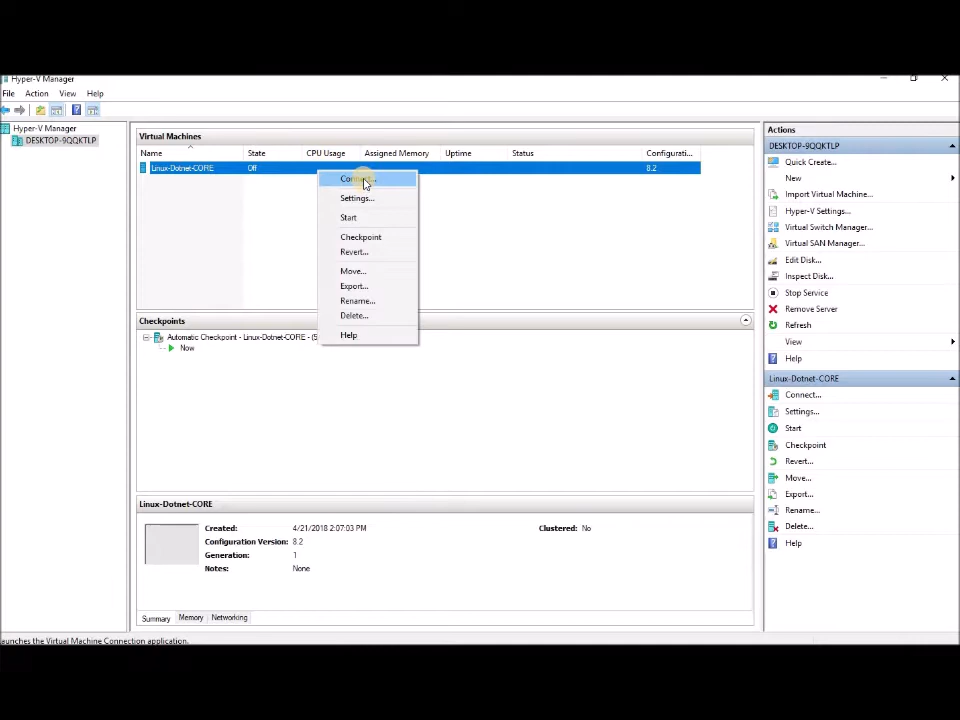 Hyper-V Manager
File Action View Help
Hyper-V Manager
DESKTOP-9QQKTLP
Virtual Machines
Name State CPU Usage Assigned Memory Uptime Status Configurati...
Linux-Dotnet-CORE Off 8.2
Connect...
Settings...
Start
Checkpoint
Revert...
Move...
Export...
Rename...
Delete...
Help
Checkpoints
Automatic Checkpoint - Linux-Dotnet-CORE - (5
Now
Linux-Dotnet-CORE
Created: 4/21/2018 2:07:03 PM Clustered: No
Configuration Version: 8.2
Generation: 1
Notes: None
Summary Memory Networking
Actions
DESKTOP-9QQKTLP
Quick Create...
New
Import Virtual Machine...
Hyper-V Settings...
Virtual Switch Manager...
Virtual SAN Manager...
Edit Disk...
Inspect Disk...
Stop Service
Remove Server
Refresh
View
Help
Linux-Dotnet-CORE
Connect...
Settings...
Start
Checkpoint
Revert...
Move...
Export...
Rename...
Delete...
Help
aunches the Virtual Machine Connection application.